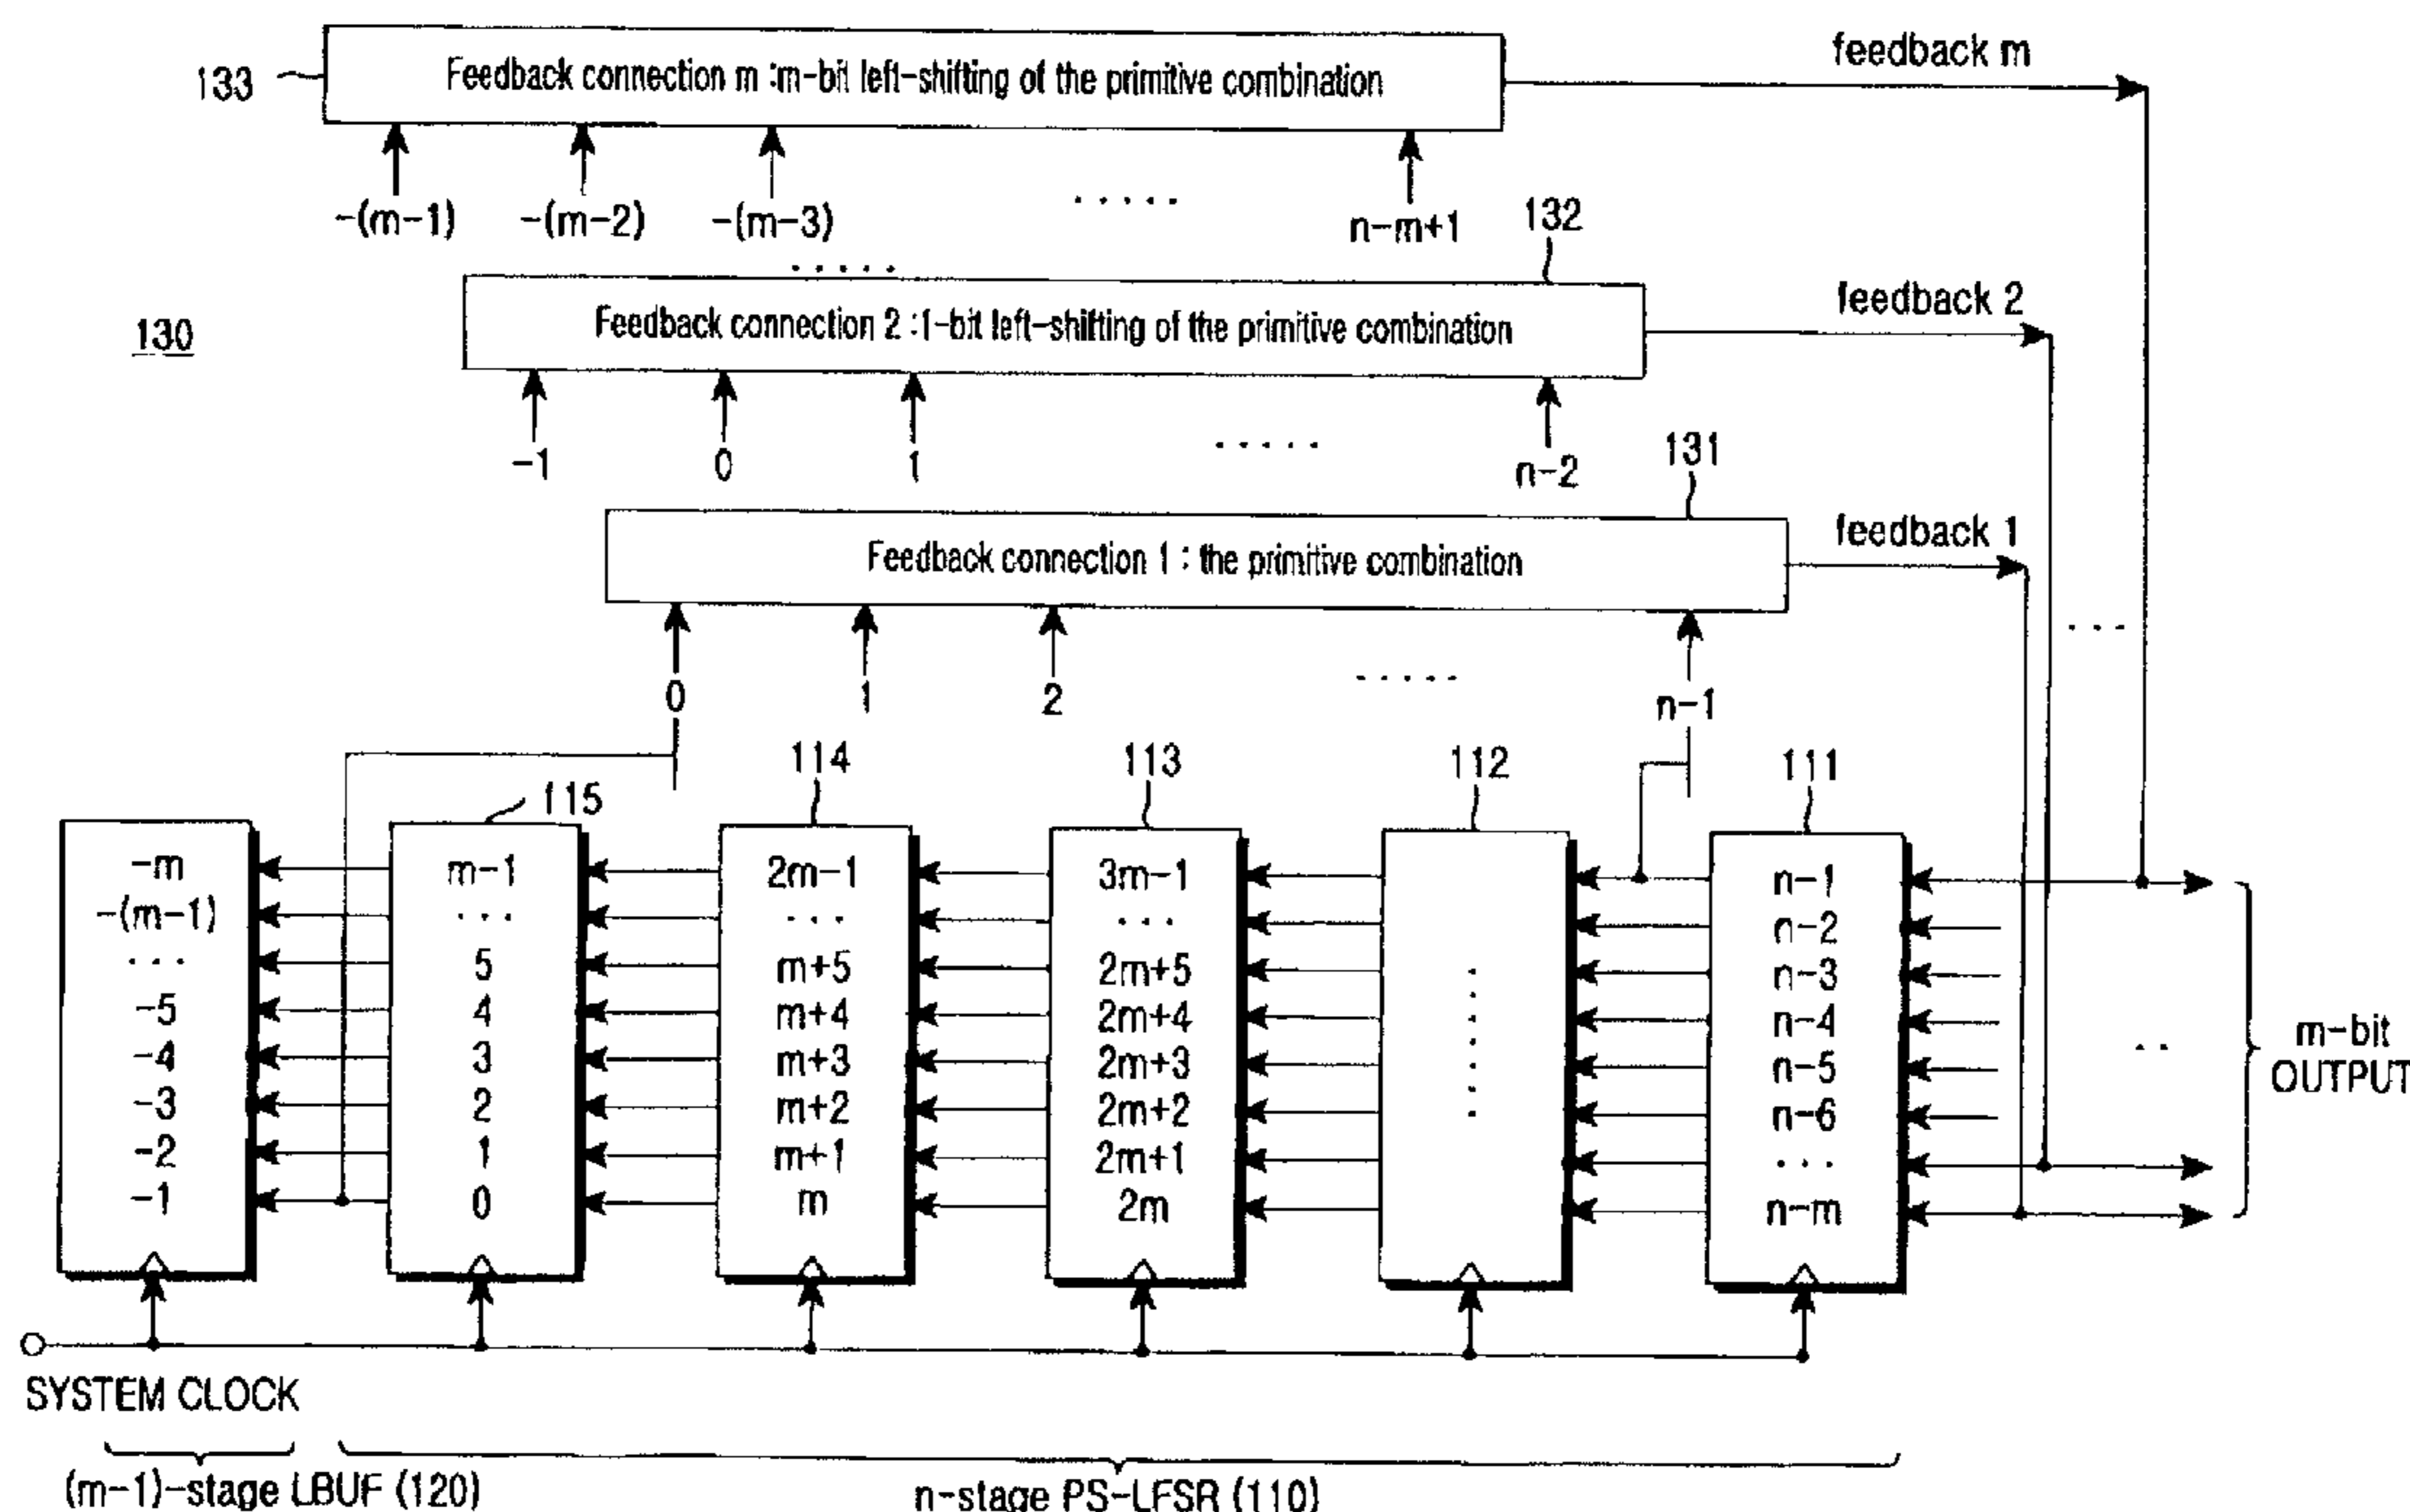 feedback m
133
Feedback connection m :m-bit left-shifting of the primitive combination
-(m-1) -(m-2) -(m-3) ..... n-m+1
132
.....
feedback 2
130
Feedback connection 2 :1-bit left-shifting of the primitive combination
-1 0 1 ..... n-2
131
feedback 1
Feedback connection 1 : the primitive combination
...
0 1 2 ..... n-1
115 114 113 112 111
-m m-1 2m-1 3m-1 n-1
-(m-1) ... ... ... n-2
... 5 m+5 2m+5 n-3
-5 4 m+4 2m+4 n-4
-4 3 m+3 2m+3 n-5
-3 2 m+2 2m+2 n-6
-2 1 m+1 2m+1 ...
-1 0 m 2m n-m
m-bit
OUTPUT
SYSTEM CLOCK
(m-1)-stage LBUF (120)
n-stage PS-LFSR (110)